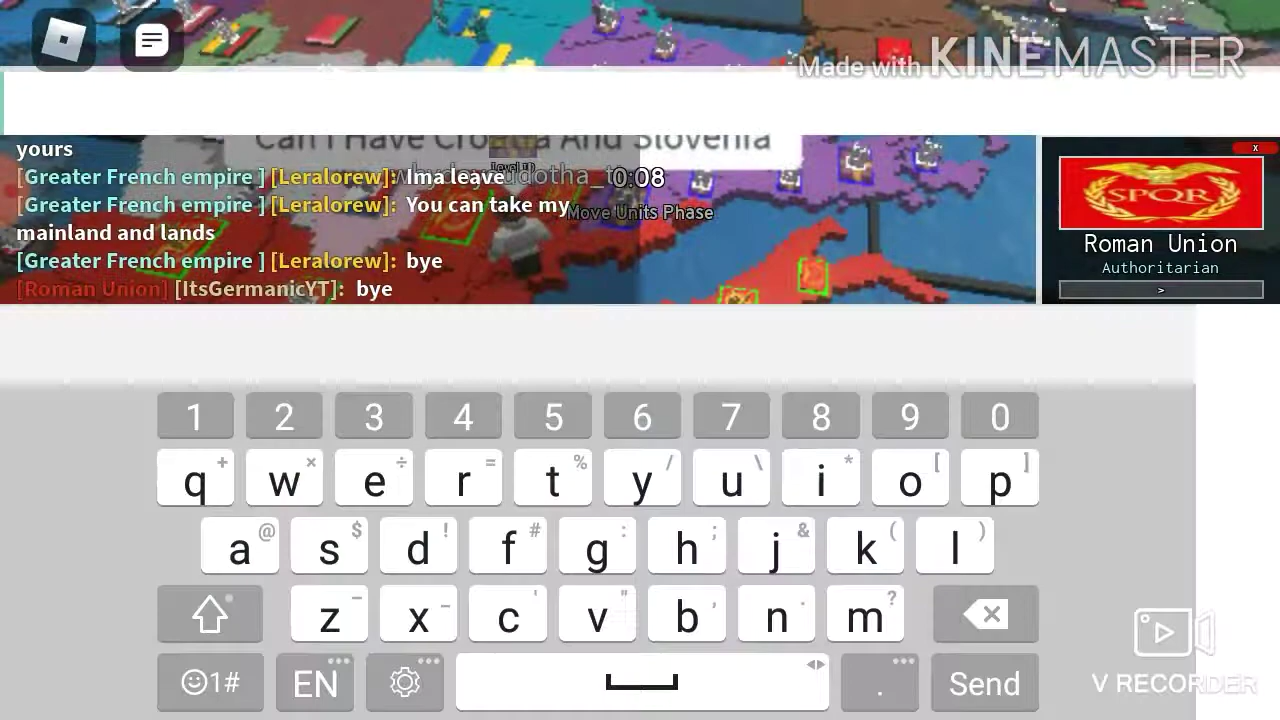 Made with KINEMASTER
Can I Have Croatia And Slovenia
yours
[Greater French empire ] [Leralorew]: Ima leave
0:08
[Greater French empire ] [Leralorew]: You can take my
mainland and lands
Move Units Phase
[Greater French empire ] [Leralorew]: bye
[Roman Union] [ItsGermanicYT]: bye
x
SPQR
Roman Union
Authoritarian
>
1 2 3 4 5 6 7 8 9 0
q + w × e ÷ r = t % y / u \ i * o [ p ]
a @ s $ d ! f # g : h ; j & k ( l )
z - x _ c ' v " b , n . m ?
1# EN . Send
V RECORDER